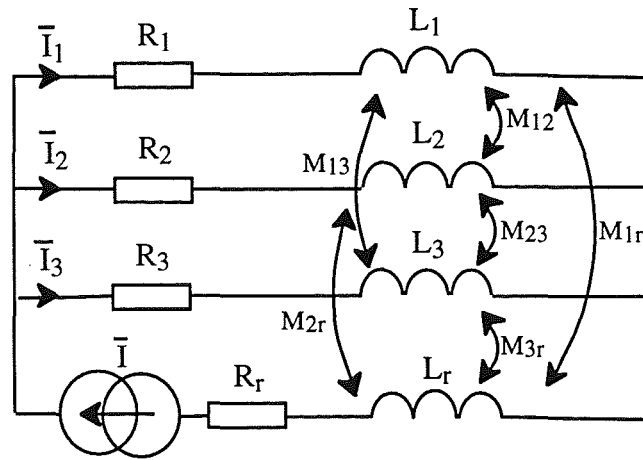 Ī₁ R₁ L₁
M₁₂
Ī₂ R₂ M₁₃ L₂
M₂₃ M₁ᵣ
Ī₃ R₃ L₃
M₂ᵣ
M₃ᵣ
Ī Rᵣ Lᵣ